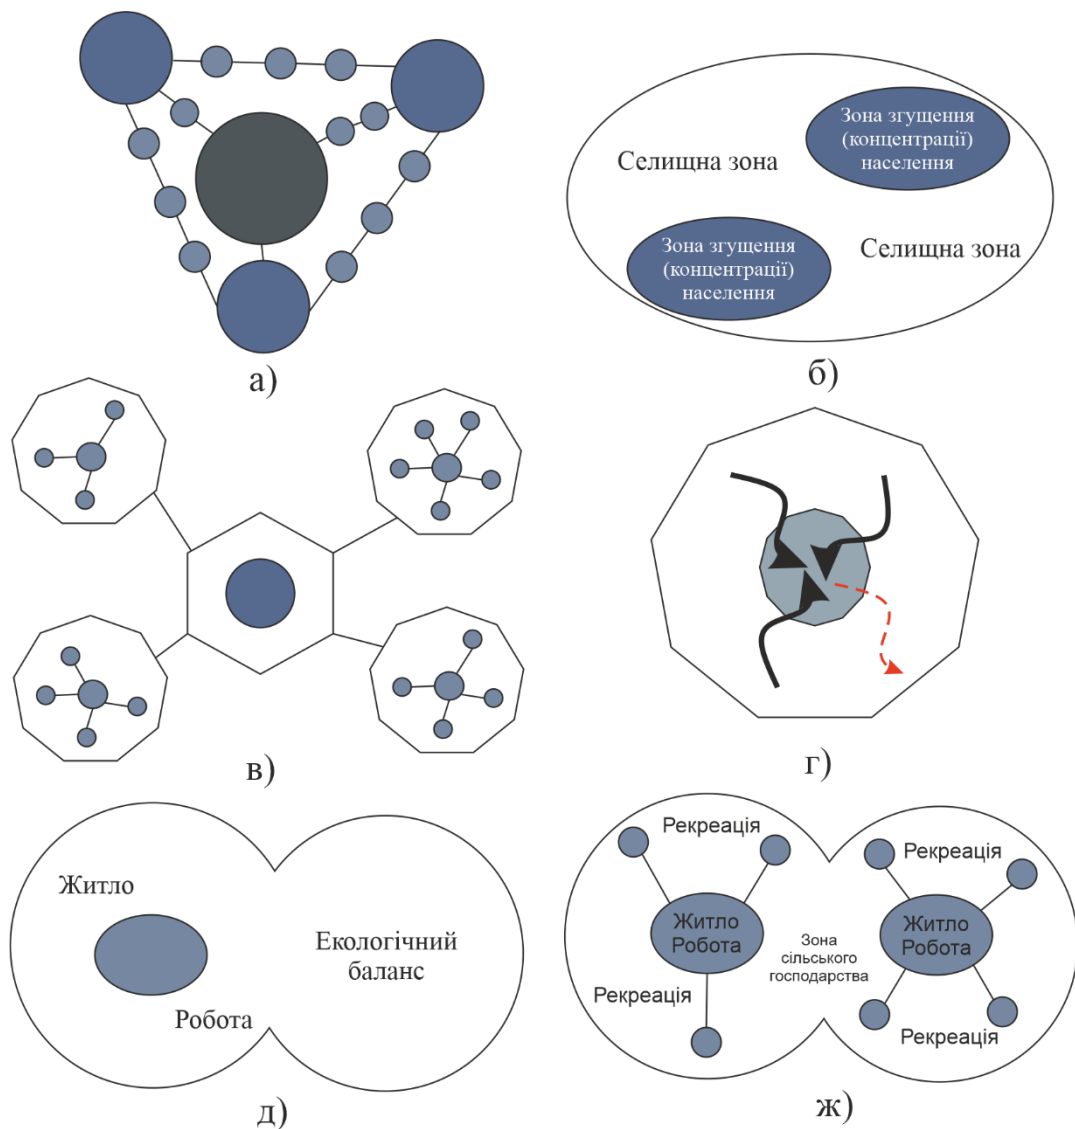 а)
Селищна зона
Зона згущення
(концентрації)
населення
Зона згущення
(концентрації)
населення
Селищна зона
б)
в)
г)
Житло
Робота
Екологічний
баланс
д)
Рекреація
Житло
Робота
Рекреація
Зона
сільського
господарства
Рекреація
Житло
Робота
Рекреація
ж)